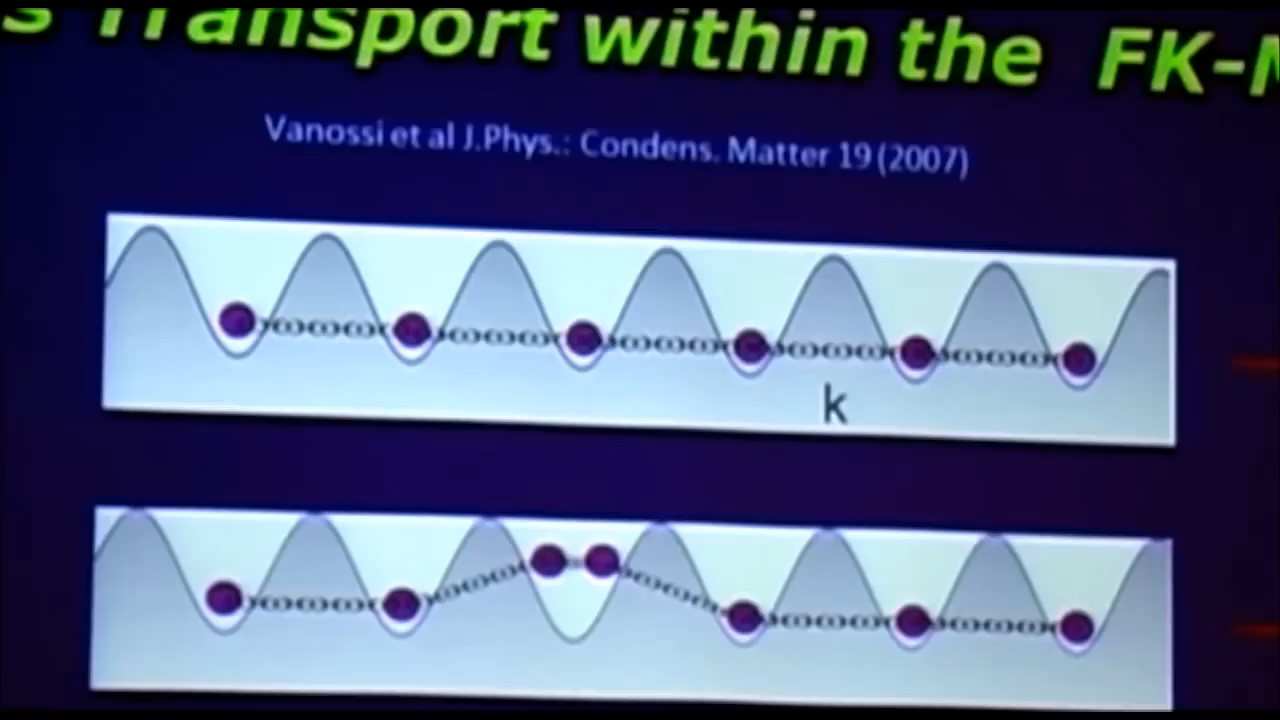 s Transport within the FK-M
Vanossi et al J.Phys.: Condens. Matter 19 (2007)
k